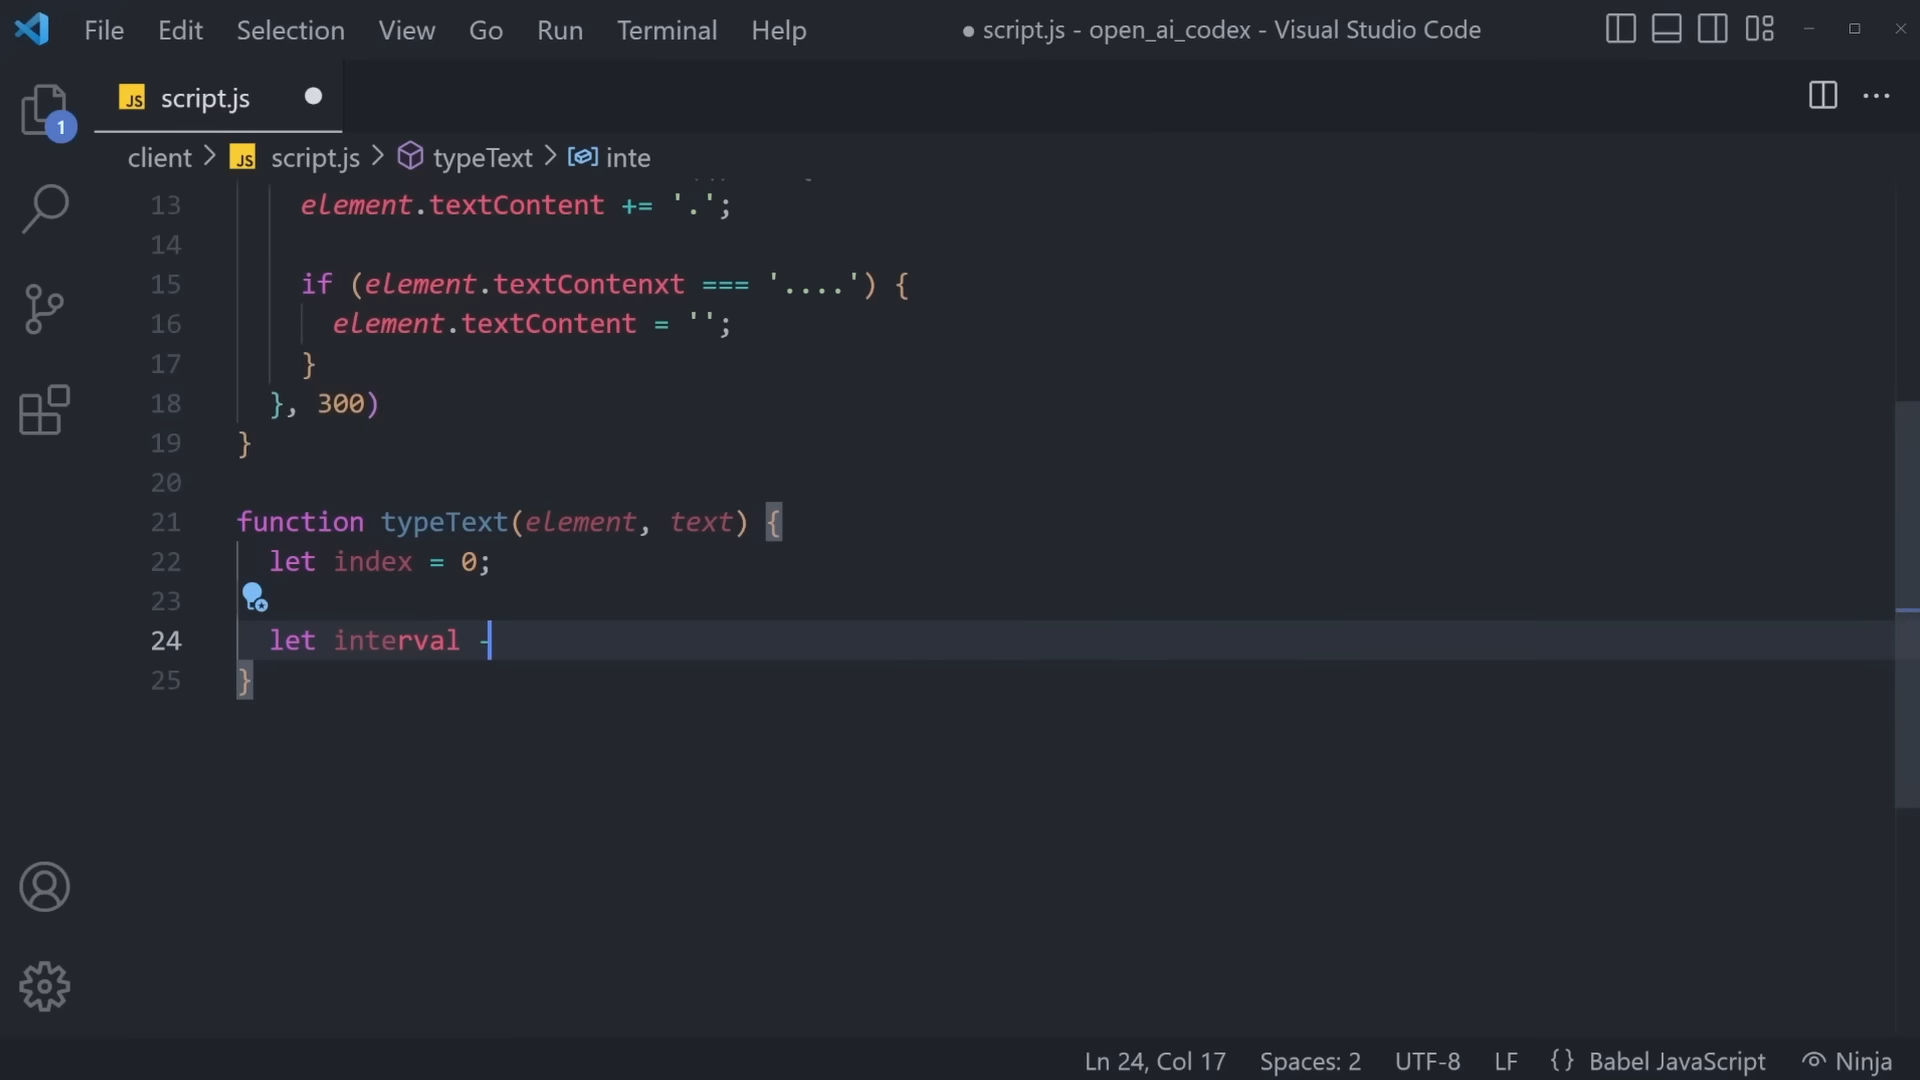 File Edit Selection View Go Run Terminal Help ● script.js - open_ai_codex - Visual Studio Code
JS script.js
1
client > JS script.js > typeText > inte
13 element.textContent += '.';
14
15 if (element.textContenxt === '....') {
16 element.textContent = '';
17 }
18 }, 300)
19 }
20
21 function typeText(element, text) {
22 let index = 0;
23
24 let interval -
25 }
Ln 24, Col 17 Spaces: 2 UTF-8 LF {} Babel JavaScript Ninja